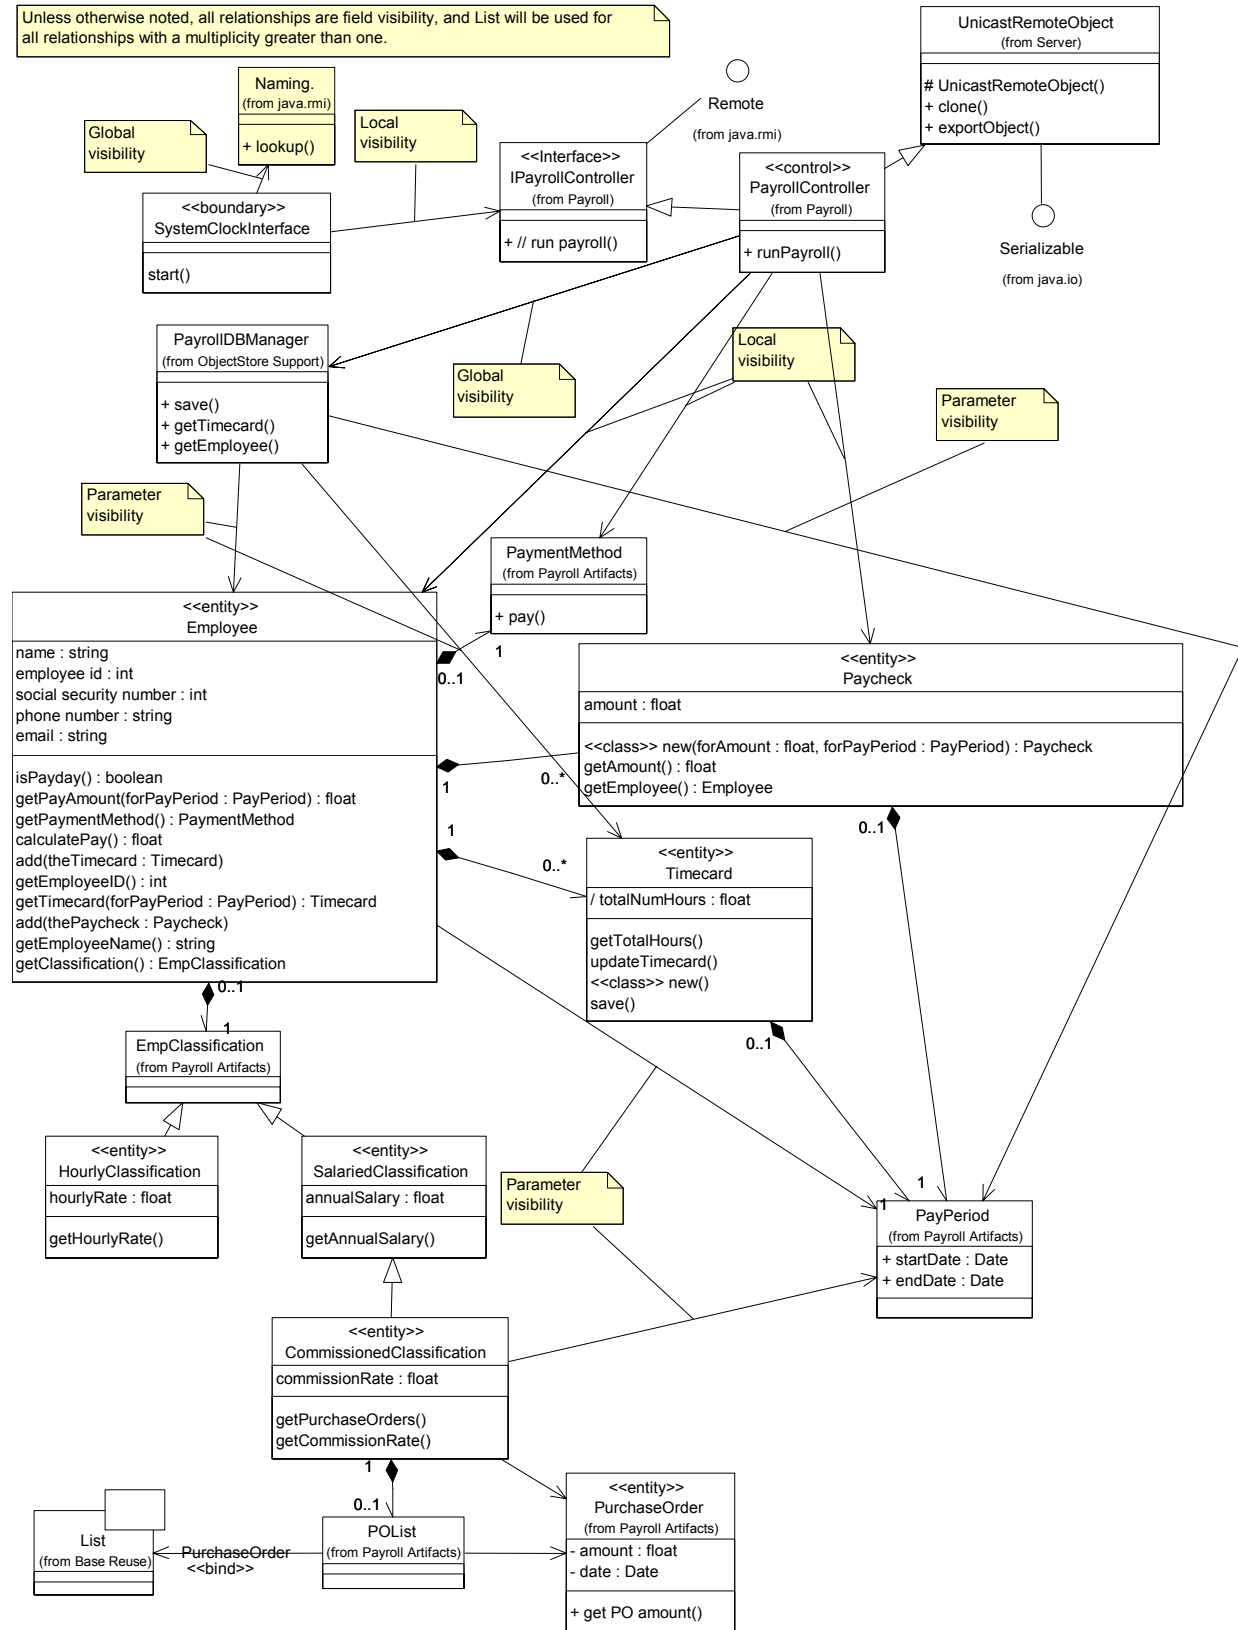 Unless otherwise noted, all relationships are field visibility, and List will be used for
all relationships with a multiplicity greater than one.
UnicastRemoteObject
(from Server)
# UnicastRemoteObject()
+ clone()
+ exportObject()
Naming.
(from java.rmi)
+ lookup()
Remote
(from java.rmi)
Global
visibility
Local
visibility
<<Interface>>
IPayrollController
(from Payroll)
+ // run payroll()
<<control>>
PayrollController
(from Payroll)
+ runPayroll()
<<boundary>>
SystemClockInterface
start()
Serializable
(from java.io)
PayrollDBManager
(from ObjectStore Support)
+ save()
+ getTimecard()
+ getEmployee()
Global
visibility
Local
visibility
Parameter
visibility
Parameter
visibility
PaymentMethod
(from Payroll Artifacts)
+ pay()
<<entity>>
Employee
name : string
employee id : int
social security number : int
phone number : string
email : string
isPayday() : boolean
getPayAmount(forPayPeriod : PayPeriod) : float
getPaymentMethod() : PaymentMethod
calculatePay() : float
add(theTimecard : Timecard)
getEmployeeID() : int
getTimecard(forPayPeriod : PayPeriod) : Timecard
add(thePaycheck : Paycheck)
getEmployeeName() : string
getClassification() : EmpClassification
1
0..1
<<entity>>
Paycheck
amount : float
<<class>> new(forAmount : float, forPayPeriod : PayPeriod) : Paycheck
getAmount() : float
getEmployee() : Employee
1
0..*
1
0..*
0..1
<<entity>>
Timecard
/ totalNumHours : float
getTotalHours()
updateTimecard()
<<class>> new()
save()
0..1
0..1
1
EmpClassification
(from Payroll Artifacts)
<<entity>>
HourlyClassification
hourlyRate : float
getHourlyRate()
<<entity>>
SalariedClassification
annualSalary : float
getAnnualSalary()
Parameter
visibility
1
1
PayPeriod
(from Payroll Artifacts)
+ startDate : Date
+ endDate : Date
<<entity>>
CommissionedClassification
commissionRate : float
getPurchaseOrders()
getCommissionRate()
1
0..1
List
(from Base Reuse)
PurchaseOrder
<<bind>>
POList
(from Payroll Artifacts)
<<entity>>
PurchaseOrder
(from Payroll Artifacts)
- amount : float
- date : Date
+ get PO amount()